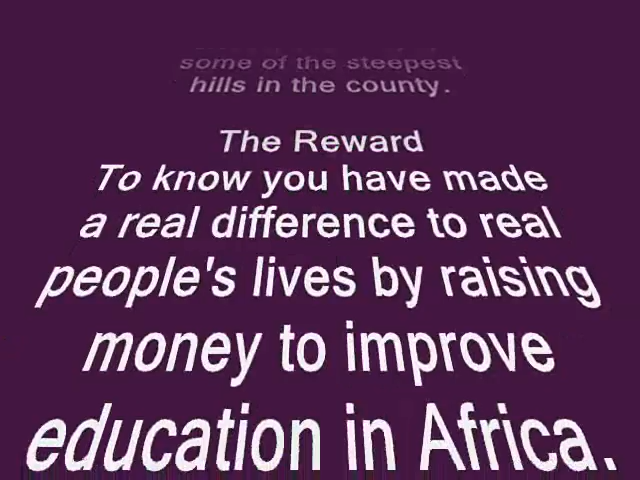 some of the steepest
hills in the county.
The Reward
To know you have made
a real difference to real
people's lives by raising
money to improve
education in Africa.